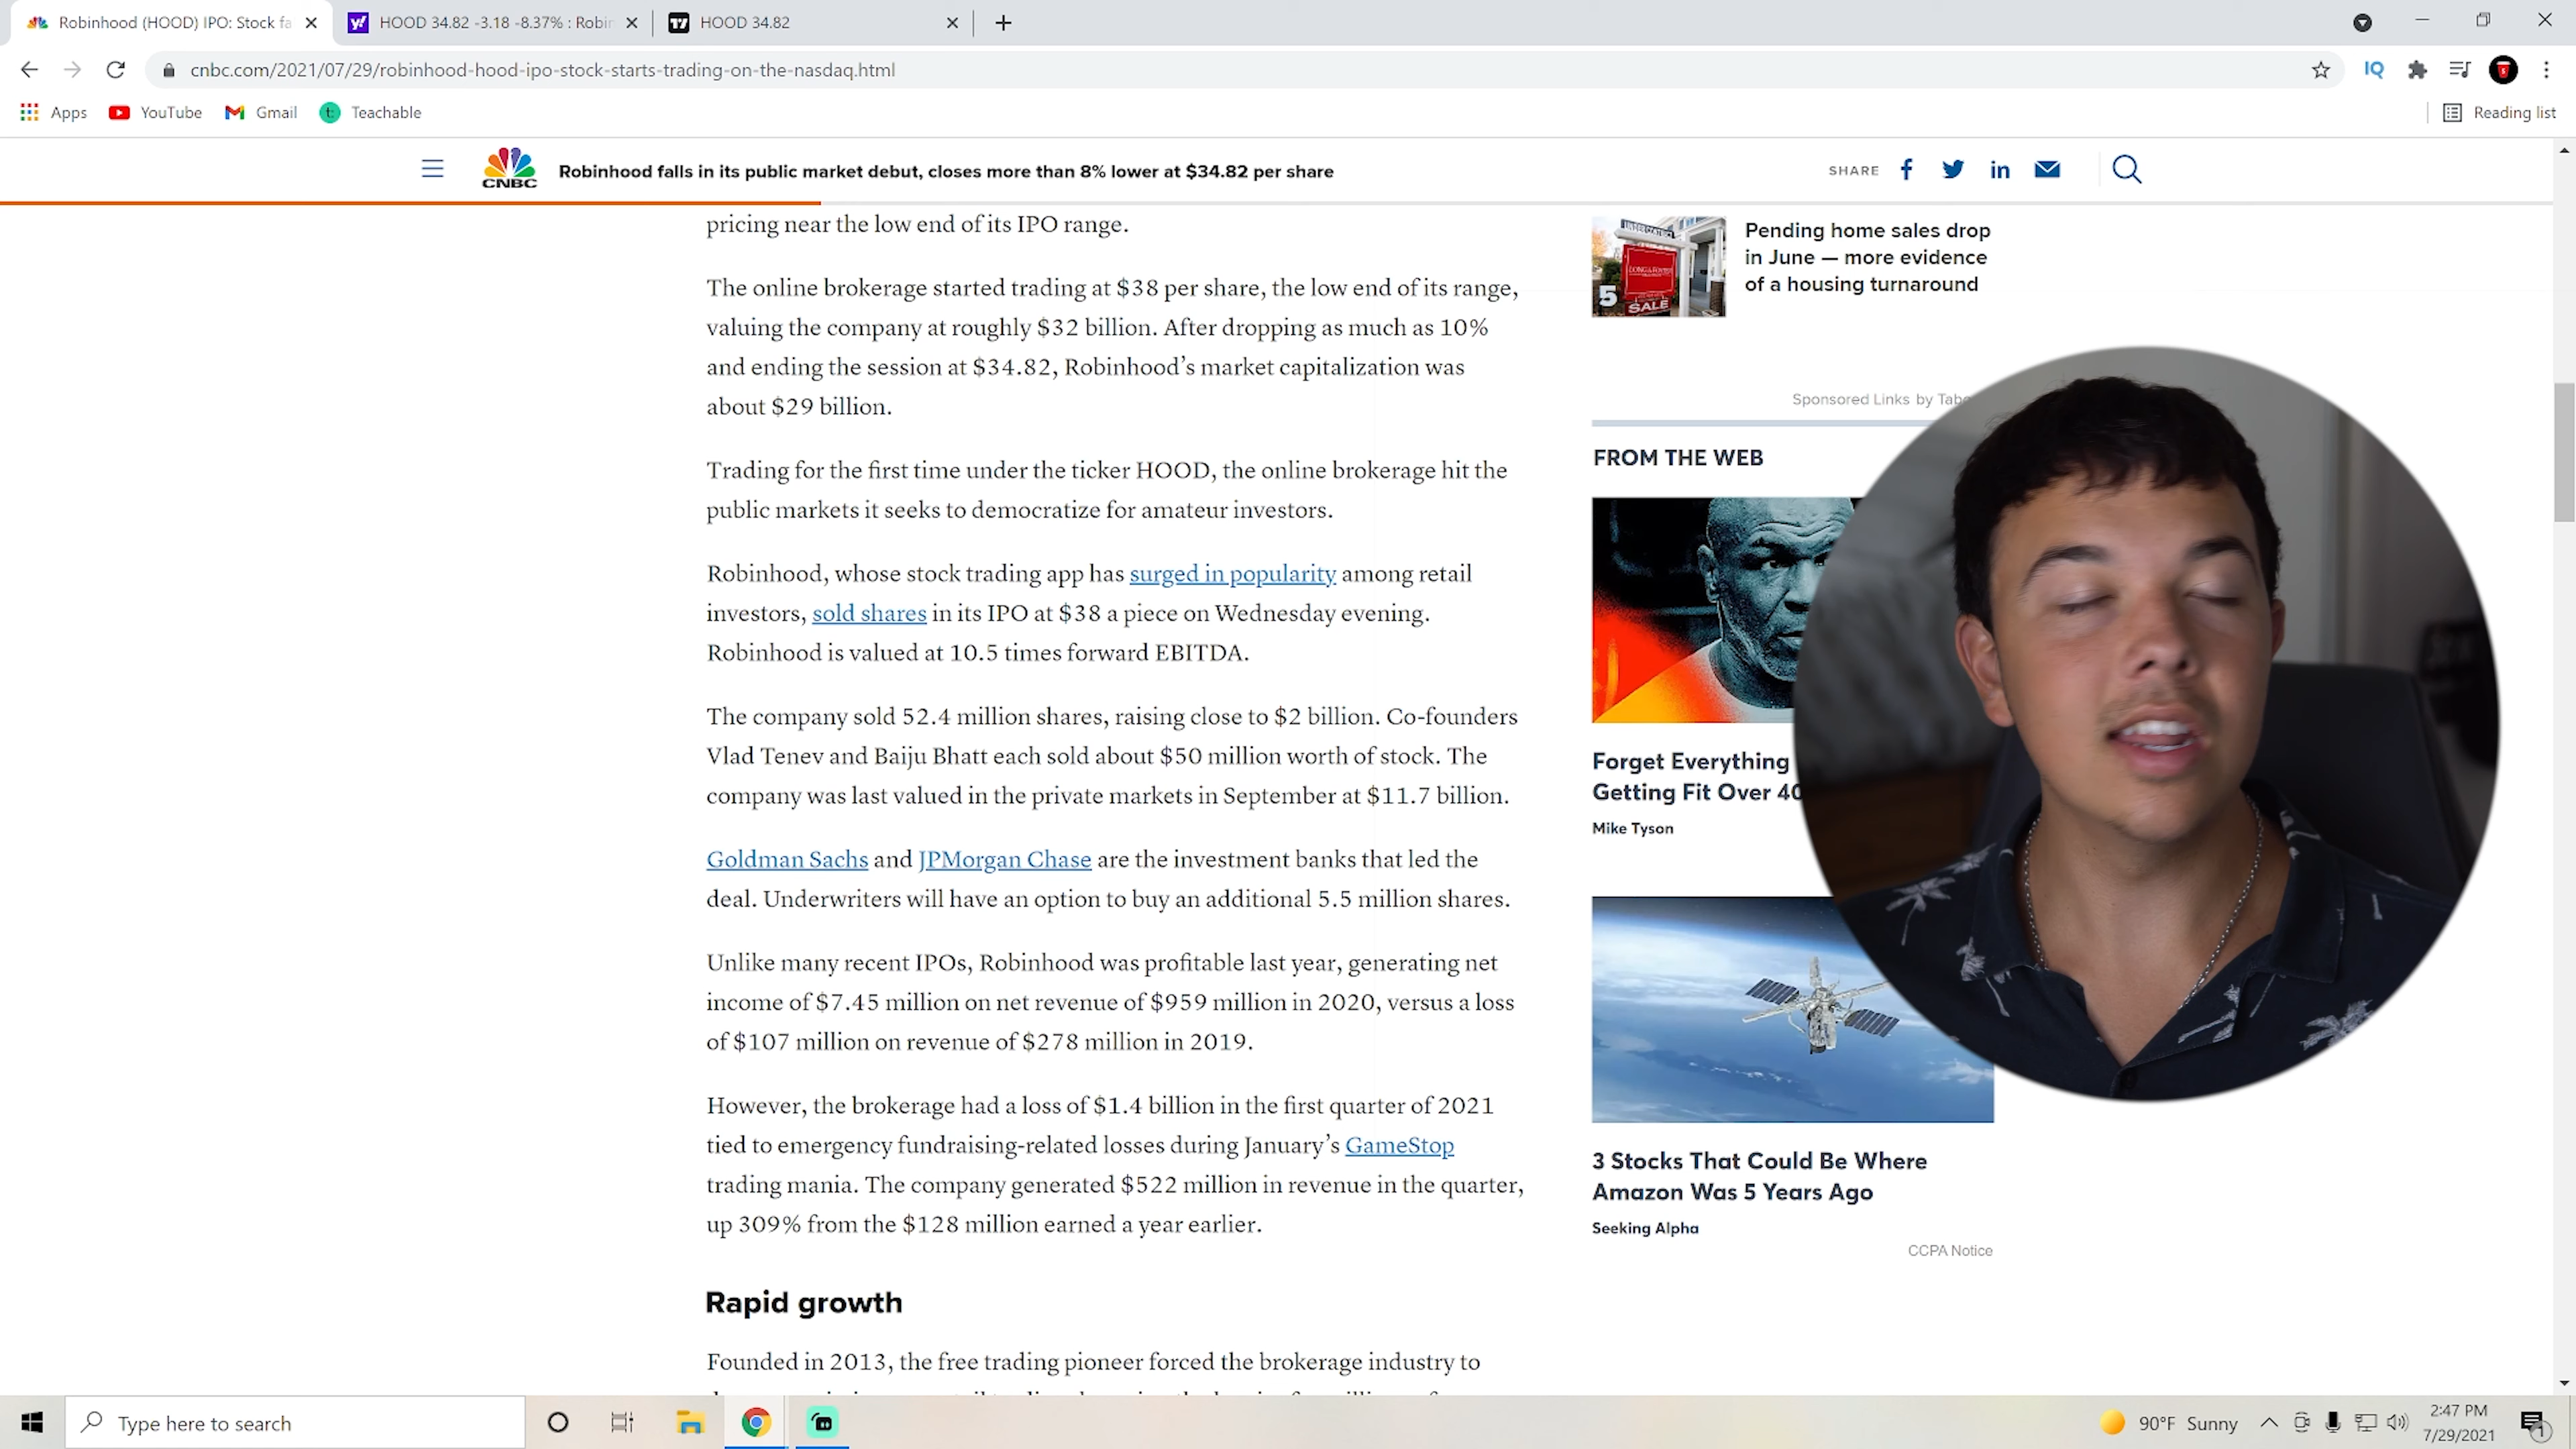 Robinhood (HOOD) IPO: Stock fa
HOOD 34.82 -3.18 -8.37% : Robin
HOOD 34.82
cnbc.com/2021/07/29/robinhood-hood-ipo-stock-starts-trading-on-the-nasdaq.html
IQ
Apps YouTube Gmail Teachable Reading list
CNBC
Robinhood falls in its public market debut, closes more than 8% lower at $34.82 per share
SHARE
pricing near the low end of its IPO range.
The online brokerage started trading at $38 per share, the low end of its range,
valuing the company at roughly $32 billion. After dropping as much as 10%
and ending the session at $34.82, Robinhood’s market capitalization was
about $29 billion.
Trading for the first time under the ticker HOOD, the online brokerage hit the
public markets it seeks to democratize for amateur investors.
Robinhood, whose stock trading app has surged in popularity among retail
investors, sold shares in its IPO at $38 a piece on Wednesday evening.
Robinhood is valued at 10.5 times forward EBITDA.
The company sold 52.4 million shares, raising close to $2 billion. Co-founders
Vlad Tenev and Baiju Bhatt each sold about $50 million worth of stock. The
company was last valued in the private markets in September at $11.7 billion.
Goldman Sachs and JPMorgan Chase are the investment banks that led the
deal. Underwriters will have an option to buy an additional 5.5 million shares.
Unlike many recent IPOs, Robinhood was profitable last year, generating net
income of $7.45 million on net revenue of $959 million in 2020, versus a loss
of $107 million on revenue of $278 million in 2019.
However, the brokerage had a loss of $1.4 billion in the first quarter of 2021
tied to emergency fundraising-related losses during January’s GameStop
trading mania. The company generated $522 million in revenue in the quarter,
up 309% from the $128 million earned a year earlier.
Rapid growth
Founded in 2013, the free trading pioneer forced the brokerage industry to
UNDER CONTRACT
LONG & FOSTER
SALE
5
Pending home sales drop
in June — more evidence
of a housing turnaround
Sponsored Links by
FROM THE WEB
Forget Everything
Getting Fit Over 40
Mike Tyson
3 Stocks That Could Be Where
Amazon Was 5 Years Ago
Seeking Alpha
CCPA Notice
Type here to search
90°F Sunny
2:47 PM
7/29/2021
1